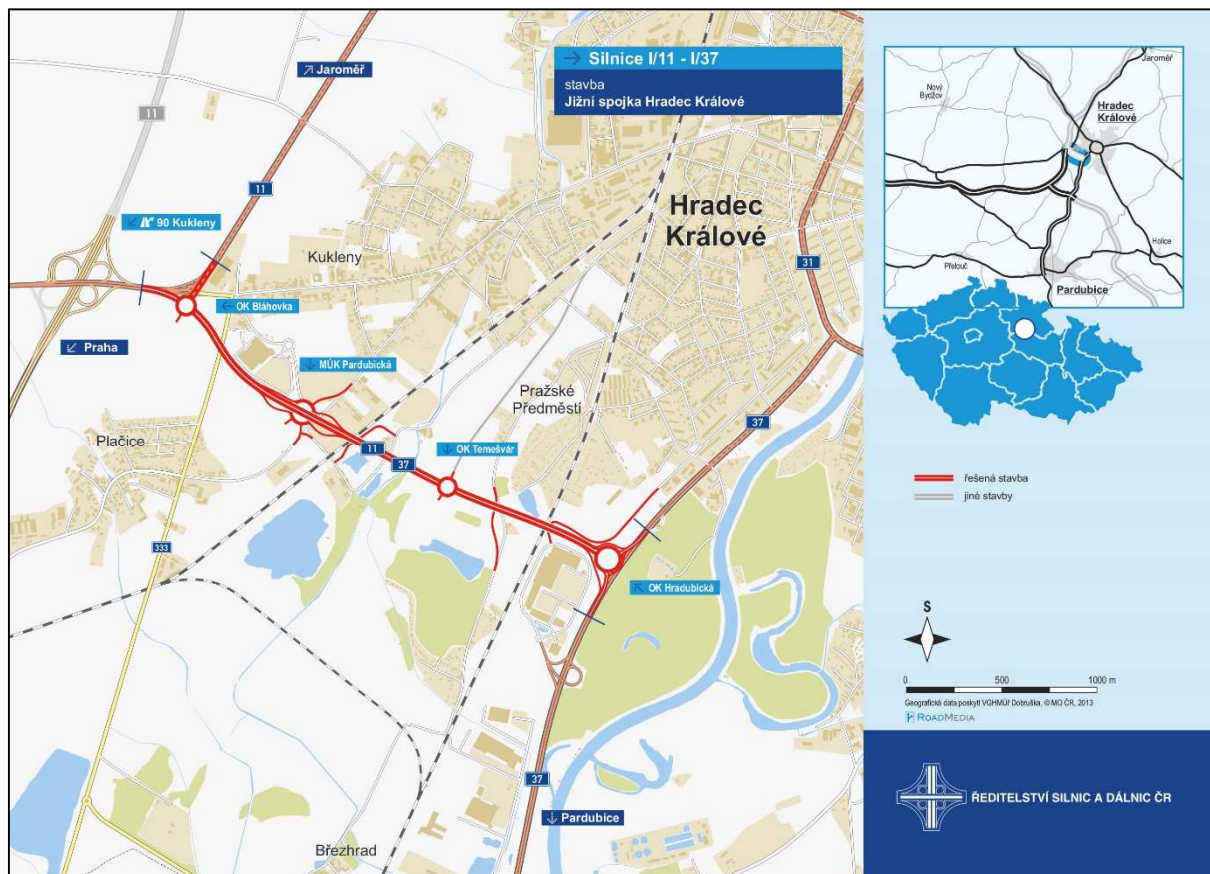 Silnice I/11 - I/37
stavba
Jižní spojka Hradec Králové
Jaroměř
11
11
90 Kukleny
Kukleny
Hradec
Králové
31
OK Bláhovka
Praha
MÚK Pardubická
Pražské
Předměstí
37
Plačice
11
37
OK Temešvár
333
OK Hradubická
37
Pardubice
Březhrad
Jaroměř
Nový
Bydžov
Hradec
Králové
Holice
Přelouč
Pardubice
řešená stavba
jiné stavby
S
0 500 1000 m
Geografická data poskytl VGHMÚř Dobruška, © MO ČR, 2013
ROADMEDIA
ŘEDITELSTVÍ SILNIC A DÁLNIC ČR